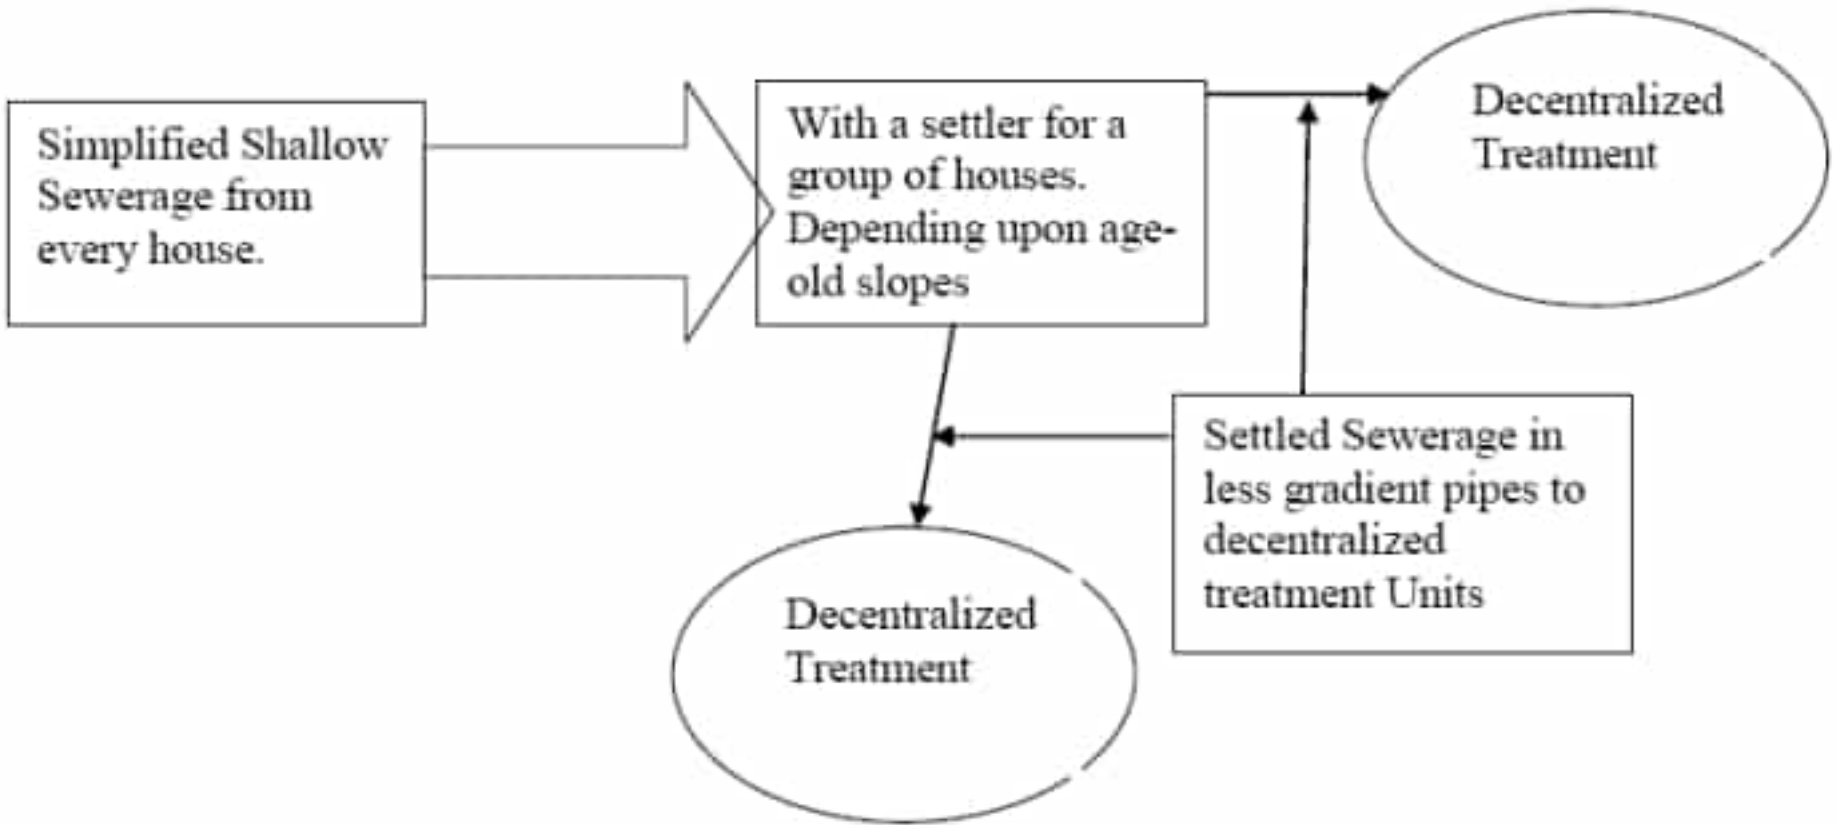 Simplified Shallow
Sewerage from
every house.
With a settler for a
group of houses.
Depending upon age-
old slopes
Decentralized
Treatment
Settled Sewerage in
less gradient pipes to
decentralized
treatment Units
Decentralized
Treatment